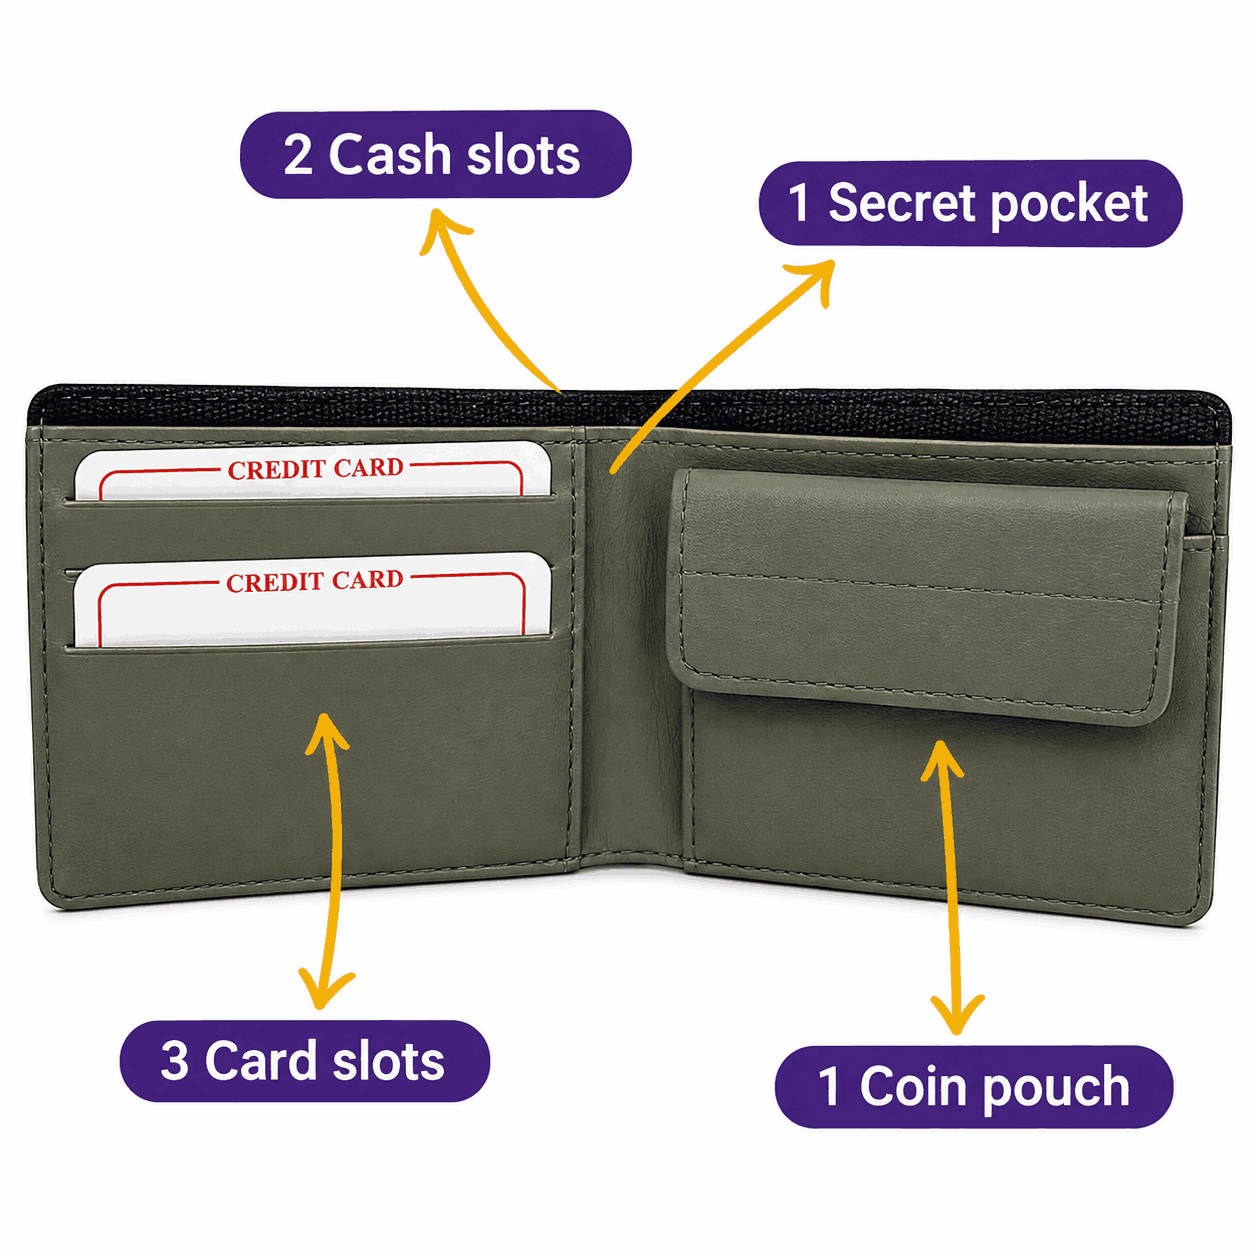 2 Cash slots
1 Secret pocket
CREDIT CARD
CREDIT CARD
3 Card slots
1 Coin pouch